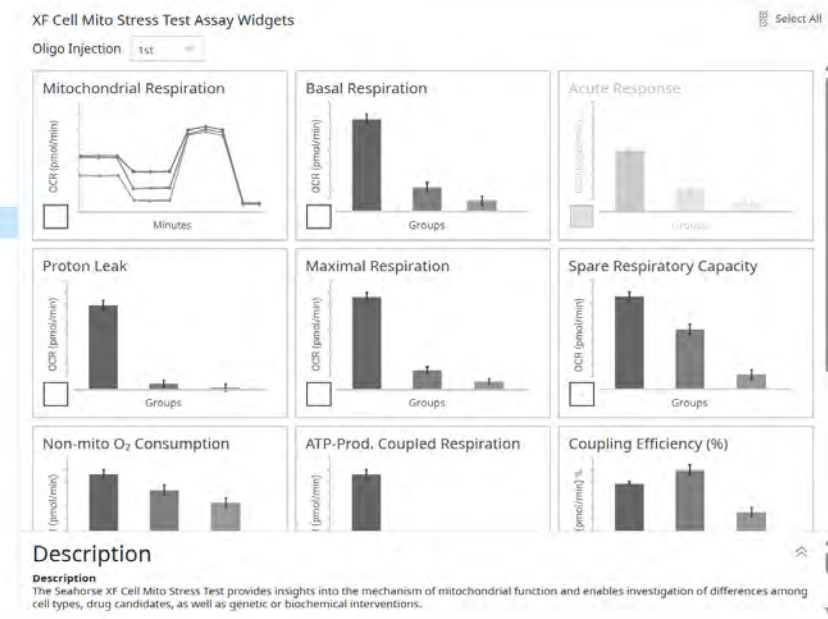 XF Cell Mito Stress Test Assay Widgets
Select All
Oligo Injection 1st
Mitochondrial Respiration
OCR (pmol/min)
Minutes
Basal Respiration
OCR (pmol/min)
Groups
Acute Response
OCR (pmol/min)
Groups
Proton Leak
OCR (pmol/min)
Groups
Maximal Respiration
OCR (pmol/min)
Groups
Spare Respiratory Capacity
OCR (pmol/min)
Groups
Non-mito O₂ Consumption
(pmol/min)
ATP-Prod. Coupled Respiration
(pmol/min)
Coupling Efficiency (%)
(pmol/min) %
Description
Description
The Seahorse XF Cell Mito Stress Test provides insights into the mechanism of mitochondrial function and enables investigation of differences among
cell types, drug candidates, as well as genetic or biochemical interventions.